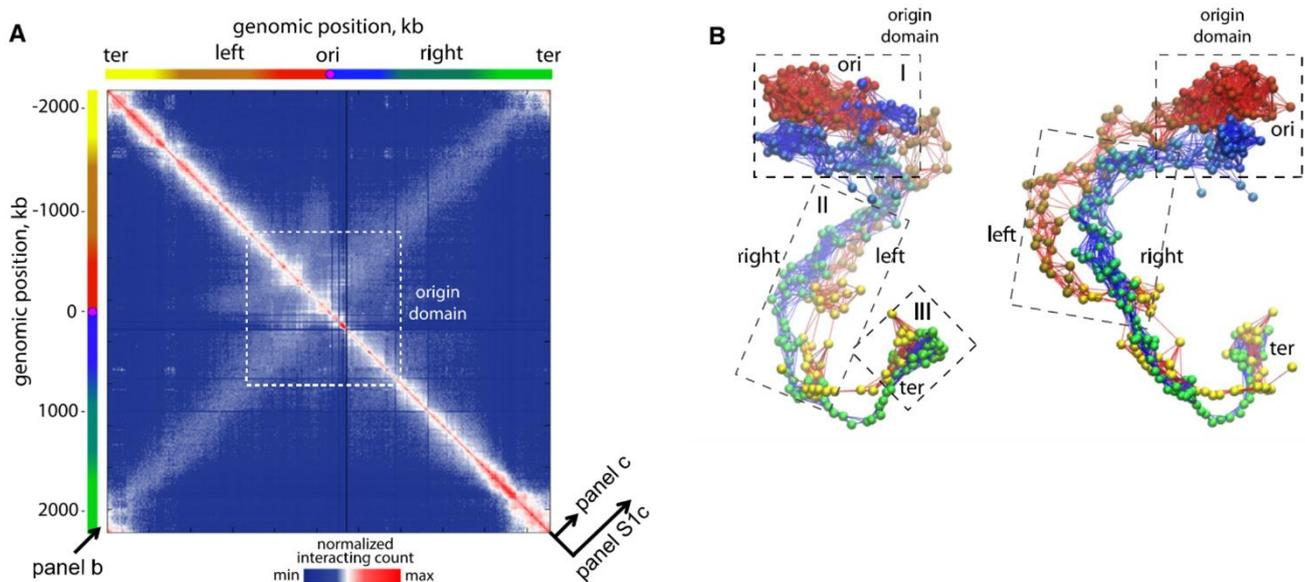 A
genomic position, kb
ter left ori right ter
genomic position, kb
-2000
-1000
0
1000
2000
origin
domain
panel b
normalized
interacting count
min max
panel c
panel S1c
B
origin
domain
ori I
II
right left
III
ter
origin
domain
ori
left right
ter